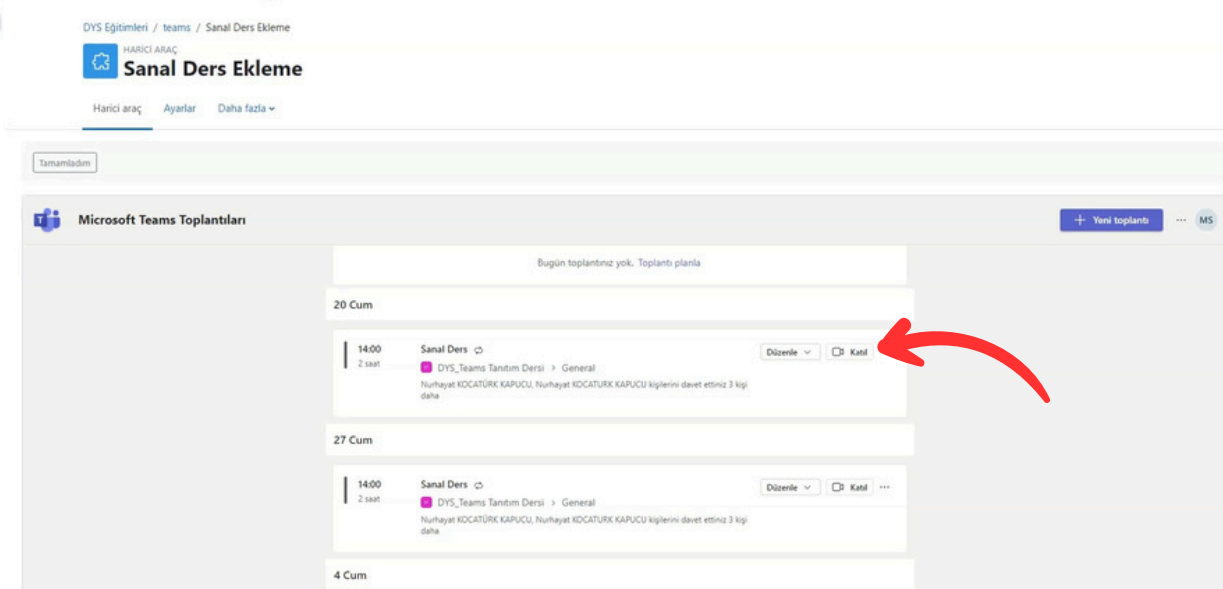 DYS Eğitimleri / teams / Sanal Ders Ekleme
HARİCİ ARAÇ
Sanal Ders Ekleme
Harici araç Ayarlar Daha fazla
Tamamladım
Microsoft Teams Toplantıları
+ Yeni toplantı ... MS
Bugün toplantınız yok. Toplantı planla
20 Cum
14:00 Sanal Ders Düzenle Katıl
2 saat DYS_Teams Tanıtım Dersi > General
Nurhayat KOCATÜRK KAPUCU, Nurhayat KOCATURK KAPUCU kişilerini davet ettiniz 3 kişi
daha
27 Cum
14:00 Sanal Ders Düzenle Katıl ...
2 saat DYS_Teams Tanıtım Dersi > General
Nurhayat KOCATÜRK KAPUCU, Nurhayat KOCATURK KAPUCU kişilerini davet ettiniz 3 kişi
daha
4 Cum